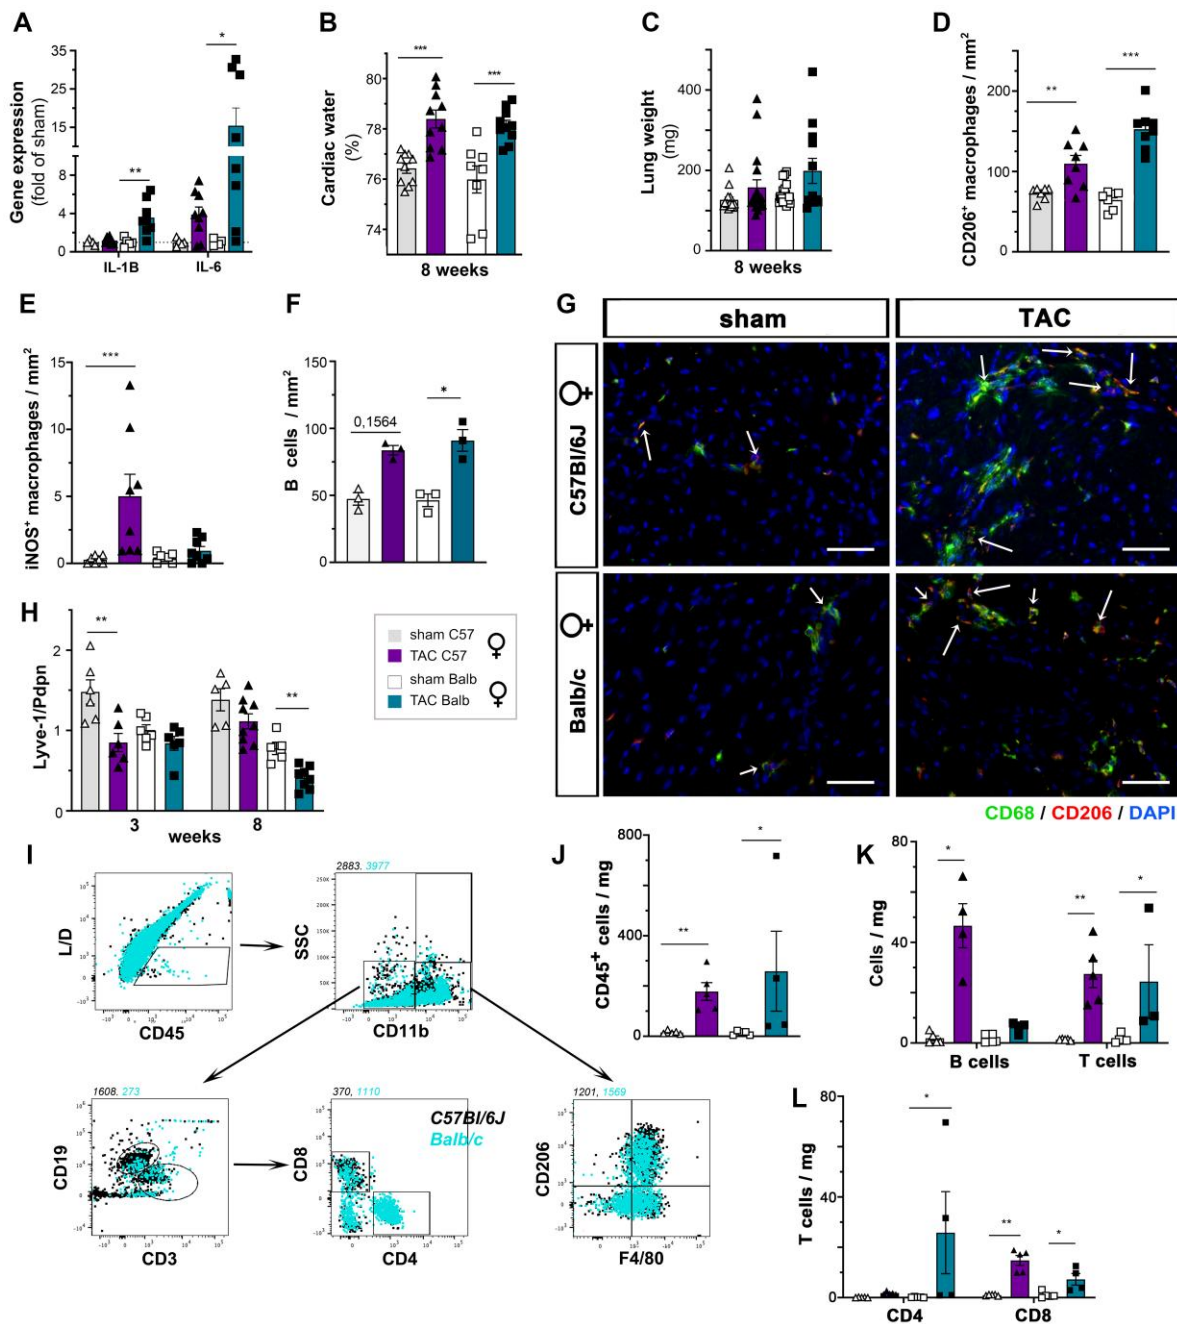 A
Gene expression
(fold of sham)
35
25
15
8
4
0
**
*
IL-1B
IL-6
B
Cardiac water
(%)
80
78
76
74
***
***
8 weeks
C
Lung weight
(mg)
400
200
0
8 weeks
D
CD206+ macrophages / mm²
200
100
0
**
***
E
iNOS+ macrophages / mm²
15
10
5
0
***
F
B cells / mm²
150
100
50
0
0,1564
*
G
sham
TAC
C57Bl/6J ♀
Balb/c ♀
CD68 / CD206 / DAPI
H
Lyve-1/Pdpn
2
1
0
**
**
3
weeks
8
sham C57
TAC C57
♀
sham Balb
TAC Balb
♀
I
L/D
CD45
2883. 3977
SSC
250K
200K
150K
100K
50K
0
CD11b
1608. 273
CD19
CD3
370, 1110
C57Bl/6J
Balb/c
CD8
CD4
1201, 1569
CD206
F4/80
J
CD45+ cells / mg
800
400
0
**
*
K
Cells / mg
80
40
0
*
**
*
B cells
T cells
L
T cells / mg
80
40
0
*
**
*
CD4
CD8